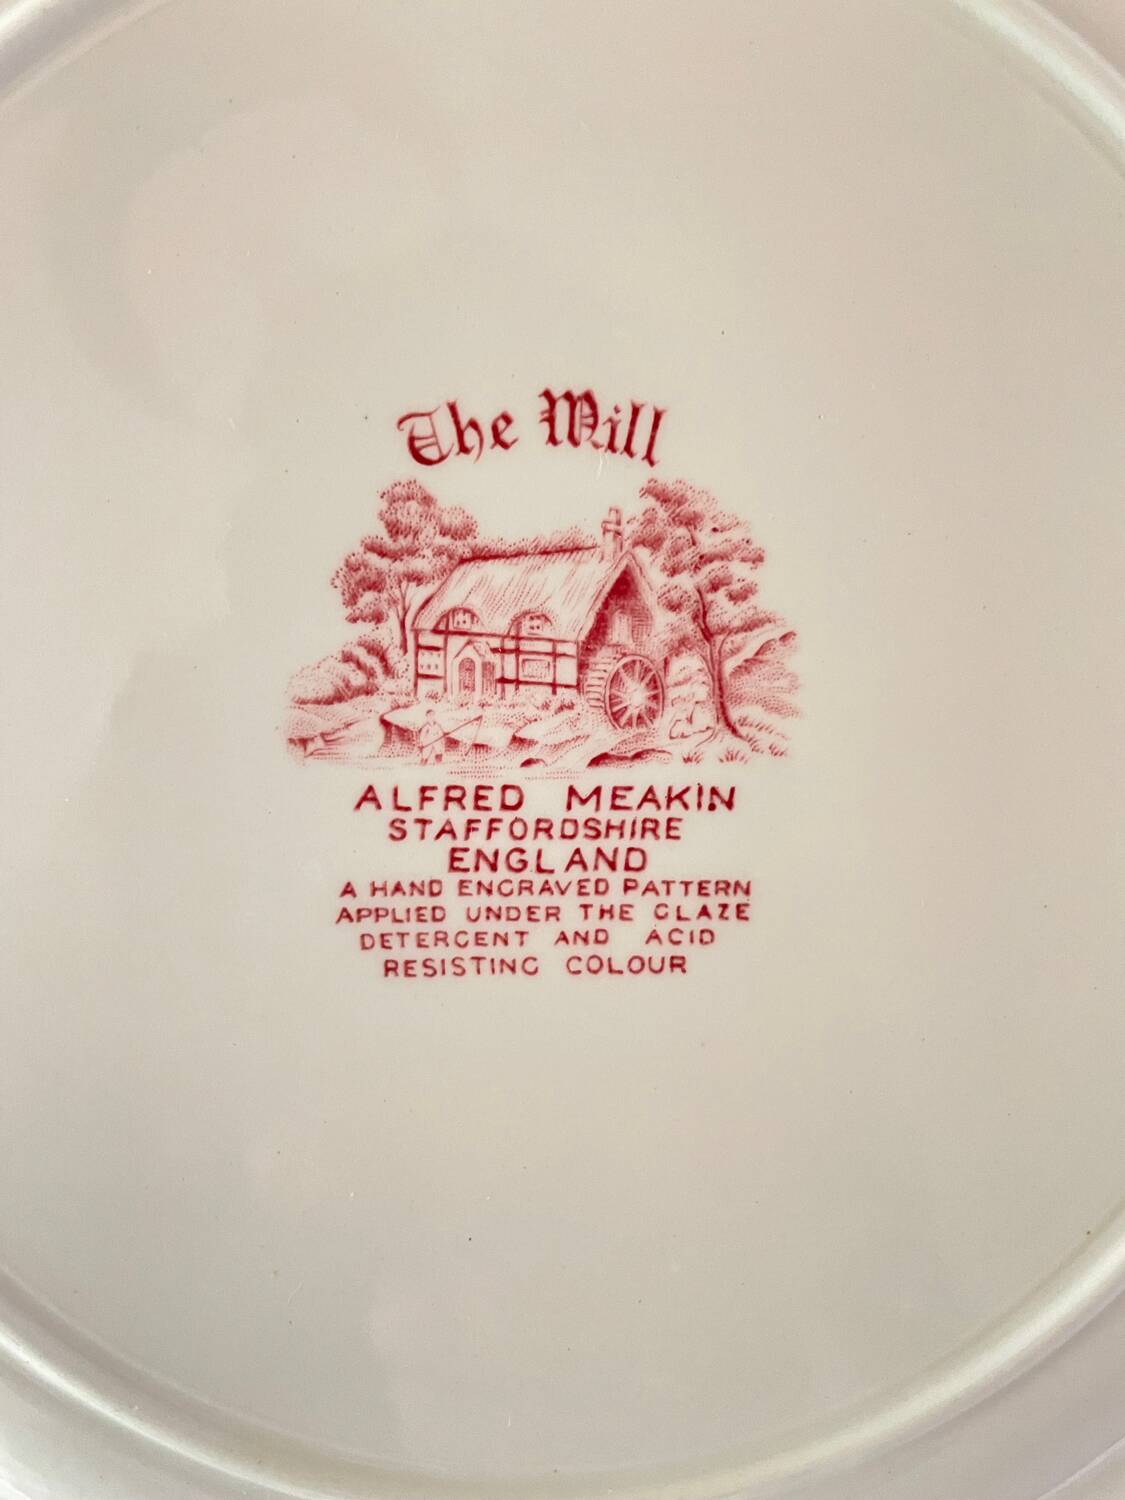 The Mill
ALFRED MEAKIN
STAFFORDSHIRE
ENGLAND
A HAND ENGRAVED PATTERN
APPLIED UNDER THE GLAZE
DETERGENT AND ACID
RESISTING COLOUR